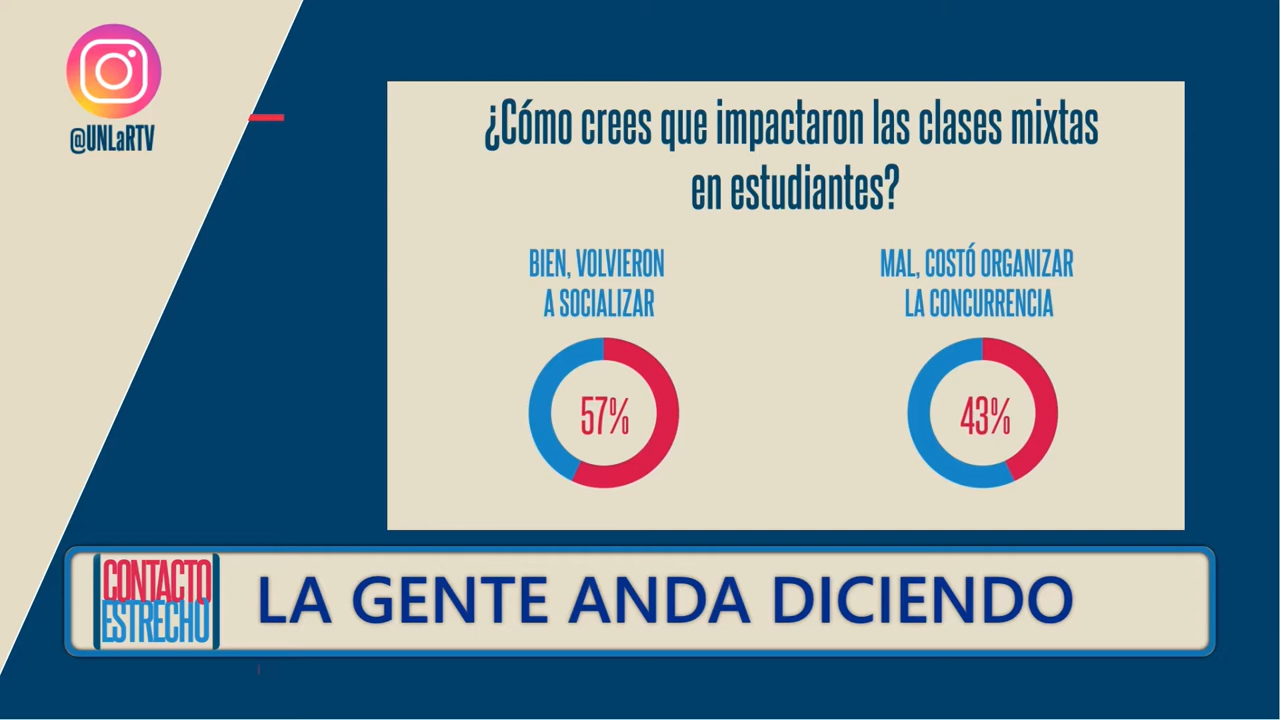 @UNLaRTV
¿Cómo crees que impactaron las clases mixtas
en estudiantes?
BIEN, VOLVIERON
A SOCIALIZAR
MAL, COSTÓ ORGANIZAR
LA CONCURRENCIA
57%
43%
CONTACTO
ESTRECHO
LA GENTE ANDA DICIENDO